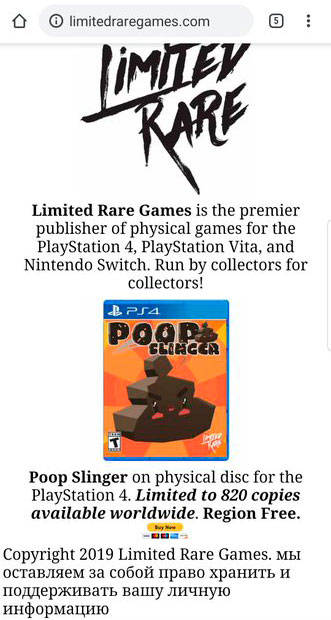 limitedraregames.com
5
LIMITED
RARE
Limited Rare Games is the premier
publisher of physical games for the
PlayStation 4, PlayStation Vita, and
Nintendo Switch. Run by collectors for
collectors!
PS4
POOP
SLINGER
T
LIMITED
RARE
Poop Slinger on physical disc for the
PlayStation 4. Limited to 820 copies
available worldwide. Region Free.
Buy Now
Copyright 2019 Limited Rare Games. мы
оставляем за собой право хранить и
поддерживать вашу личную
информацию